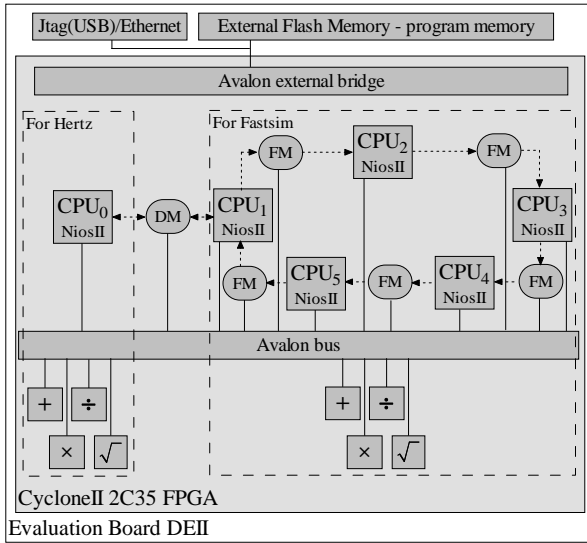 Jtag(USB)/Ethernet
External Flash Memory - program memory
Avalon external bridge
For Hertz
For Fastsim
FM
CPU2
NiosII
FM
CPU0
NiosII
DM
CPU1
NiosII
CPU3
NiosII
FM
CPU5
NiosII
FM
CPU4
NiosII
FM
Avalon bus
+
÷
+
÷
×
√
×
√
CycloneII 2C35 FPGA
Evaluation Board DEII